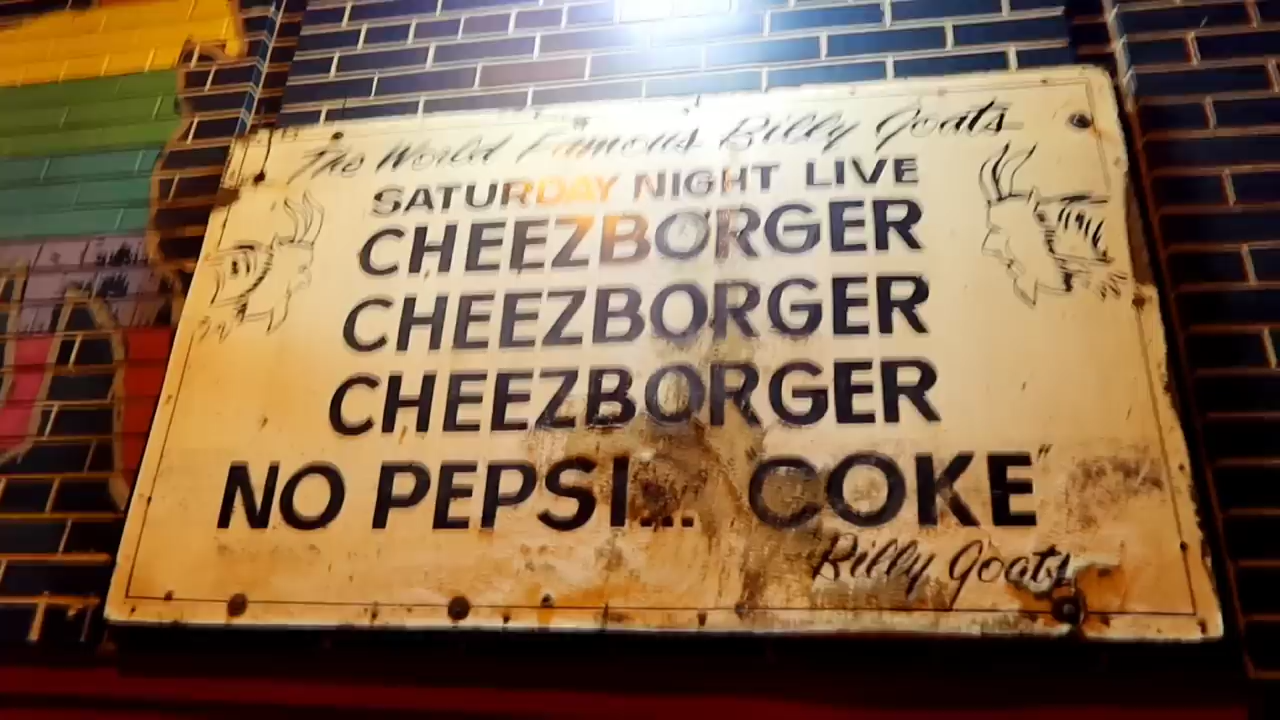 The World Famous Billy Goats
SATURDAY NIGHT LIVE
CHEEZBORGER
CHEEZBORGER
CHEEZBORGER
NO PEPSI... COKE"
Billy Goats